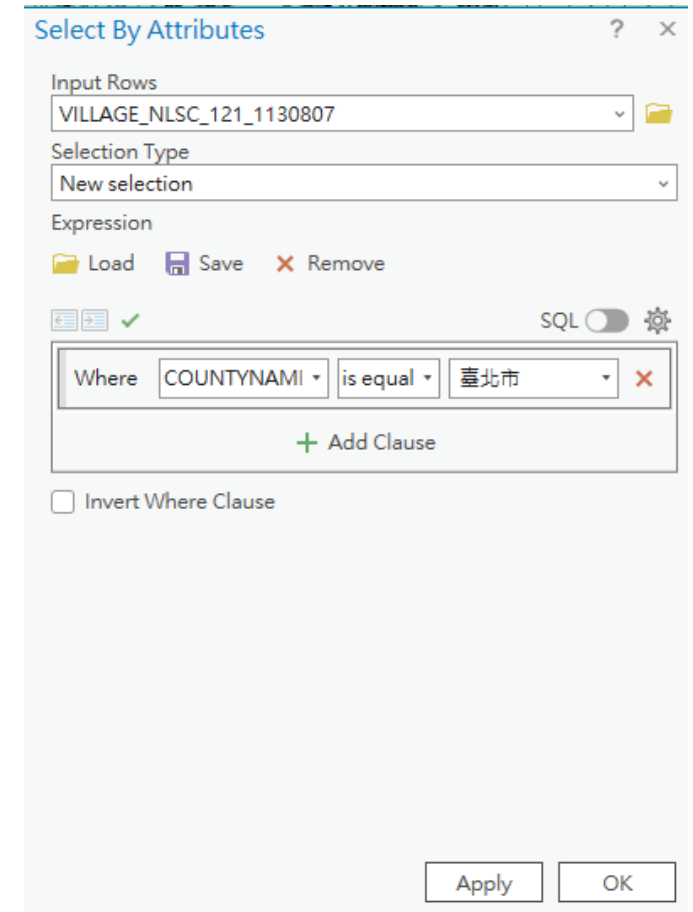 Select By Attributes ? ×
Input Rows
VILLAGE_NLSC_121_1130807
Selection Type
New selection
Expression
Load Save Remove
SQL
Where COUNTYNAM is equal 臺北市
Add Clause
Invert Where Clause
Apply OK